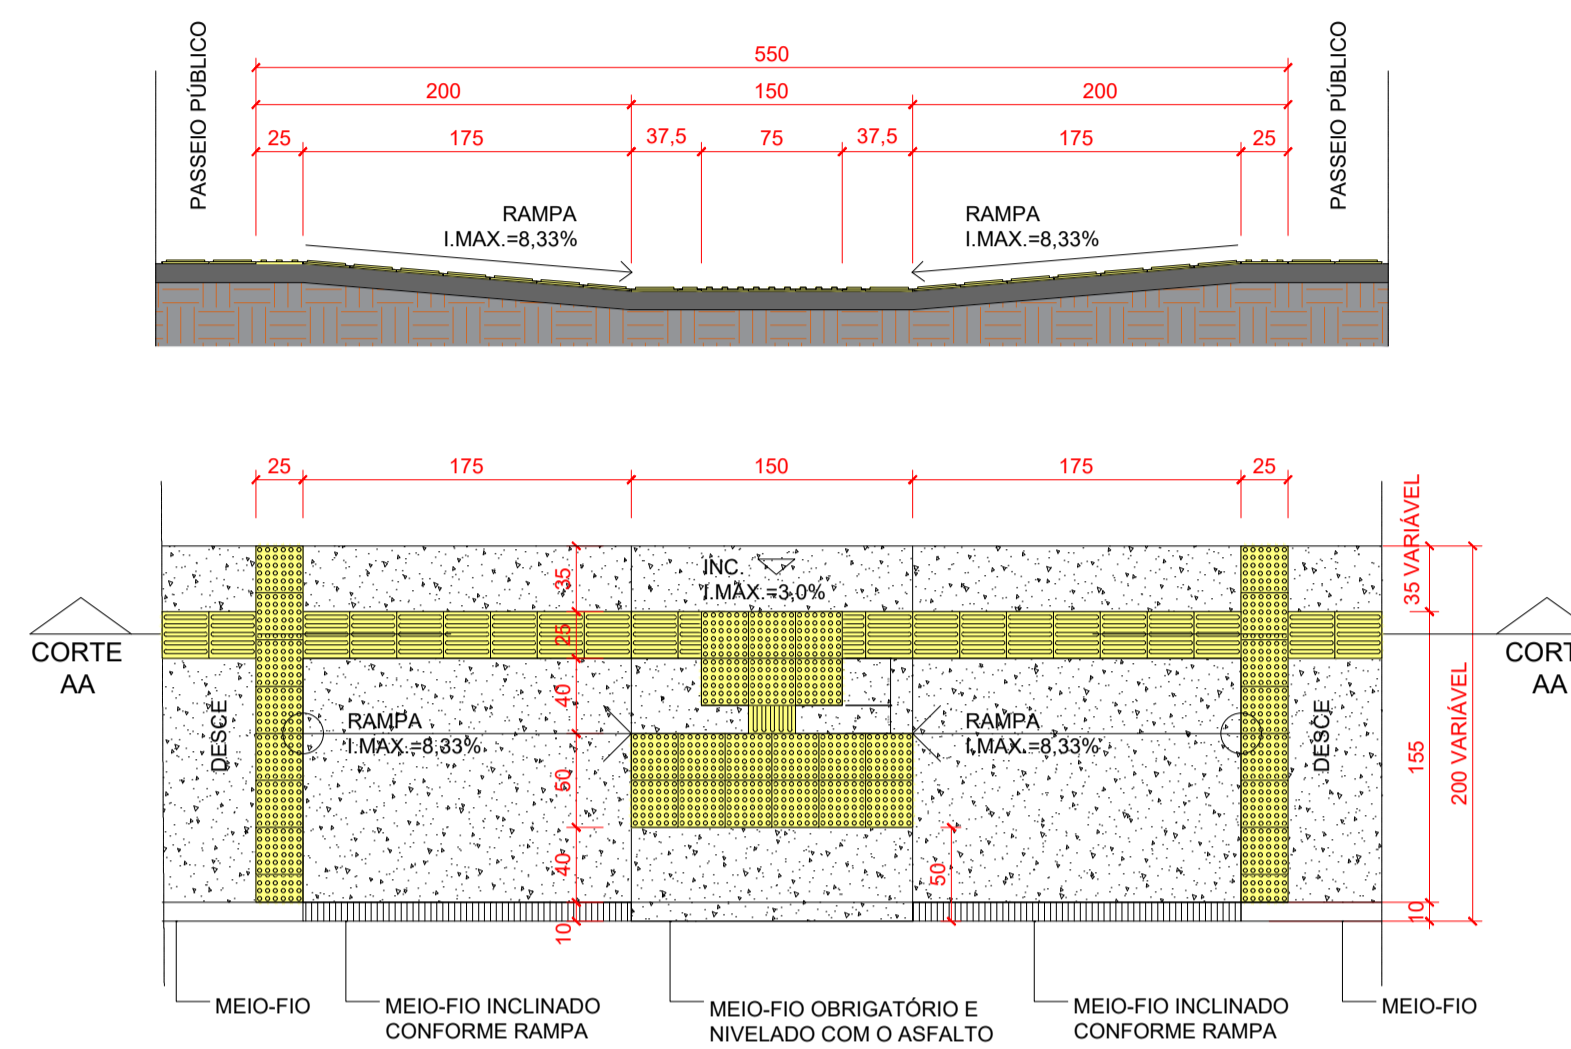 PASSEIO PÚBLICO
PASSEIO PÚBLICO
550
200
150
200
25
175
37,5
75
37,5
175
25
RAMPA
I.MAX.=8,33%
RAMPA
I.MAX.=8,33%
25
175
150
175
25
35 VARIÁVEL
35
INC.
I.MAX.=3,0%
25
CORTE
AA
CORT
AA
40
DESCE
RAMPA
I.MAX.=8,33%
RAMPA
I.MAX.=8,33%
DESCE
155
200 VARIÁVEL
50
40
50
10
10
MEIO-FIO
MEIO-FIO INCLINADO
CONFORME RAMPA
MEIO-FIO OBRIGATÓRIO E
NIVELADO COM O ASFALTO
MEIO-FIO INCLINADO
CONFORME RAMPA
MEIO-FIO